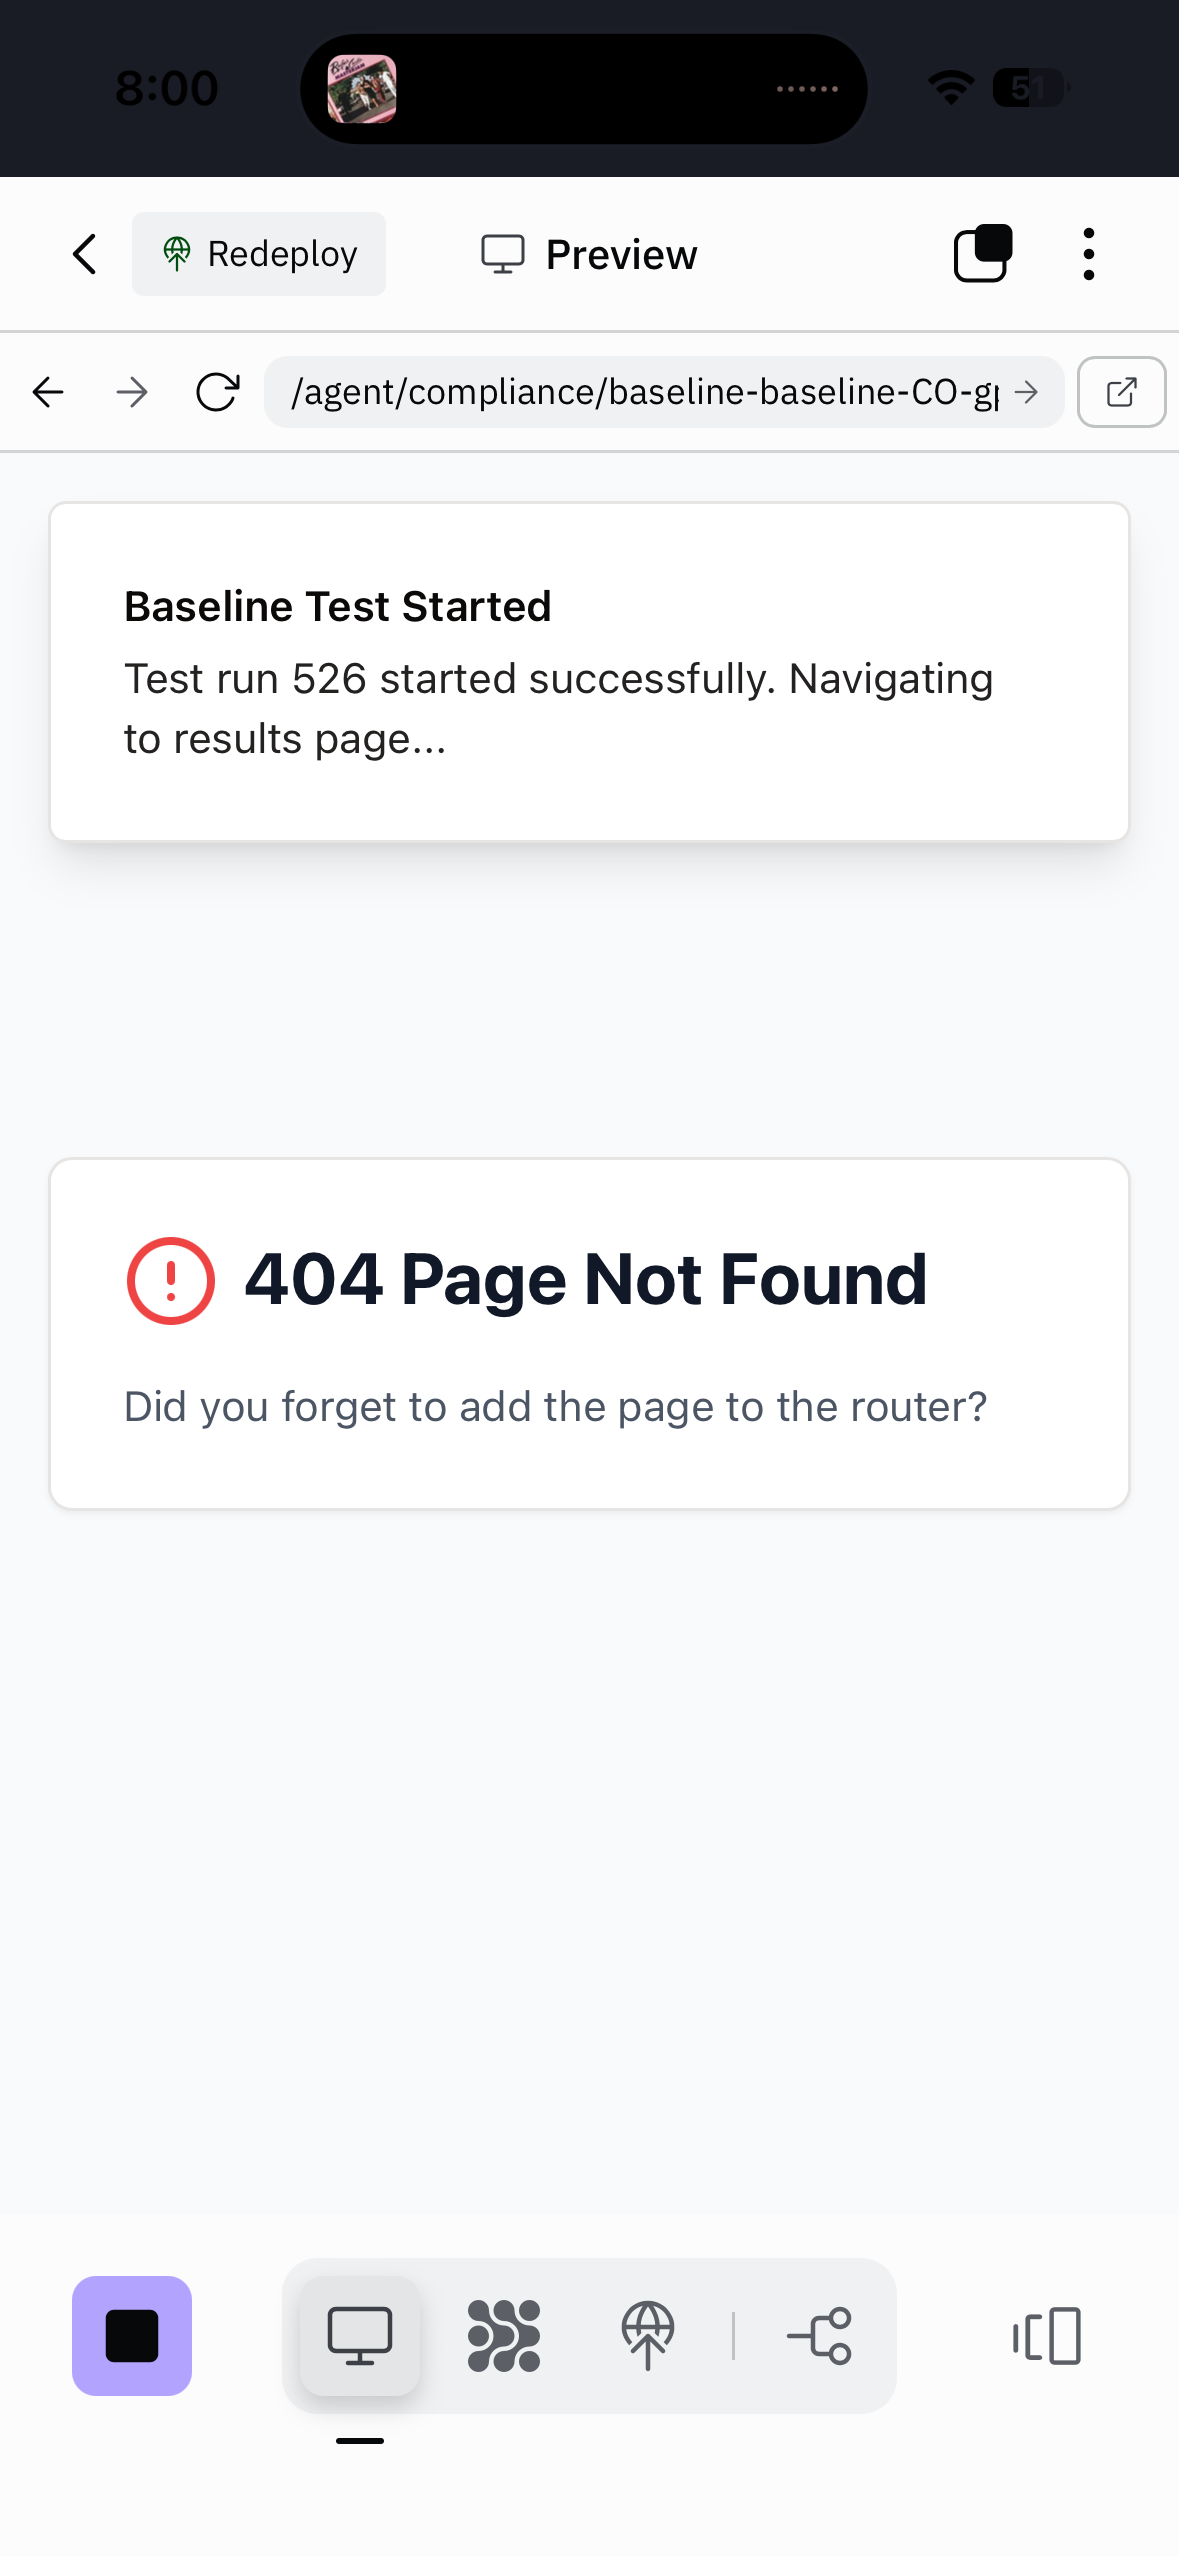 8:00
51
Redeploy
Preview
/agent/compliance/baseline-baseline-CO-
Baseline Test Started
Test run 526 started successfully. Navigating
to results page...
404 Page Not Found
Did you forget to add the page to the router?